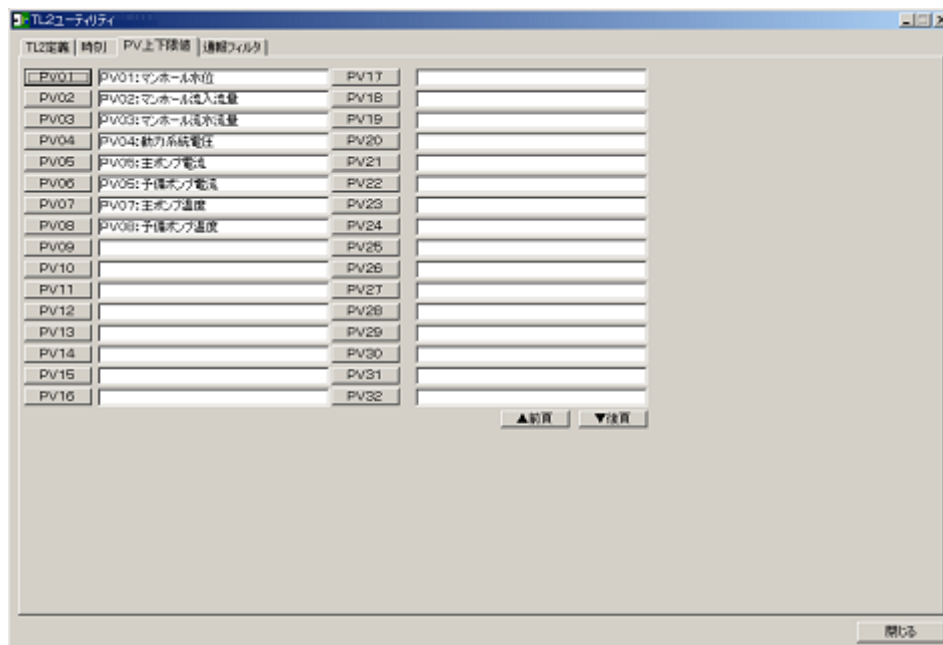 TL2ユーティリティ
TL2定義 時刻 PV上下限値 通報フィルタ
PV01 PV01:マンホール水位 PV17
PV02 PV02:マンホール流入流量 PV18
PV03 PV03:マンホール流水流量 PV19
PV04 PV04:動力系統電圧 PV20
PV05 PV05:主ポンプ電流 PV21
PV06 PV06:予備ポンプ電流 PV22
PV07 PV07:主ポンプ温度 PV23
PV08 PV08:予備ポンプ温度 PV24
PV09 PV25
PV10 PV26
PV11 PV27
PV12 PV28
PV13 PV29
PV14 PV30
PV15 PV31
PV16 PV32
▲前頁 ▼後頁
閉じる